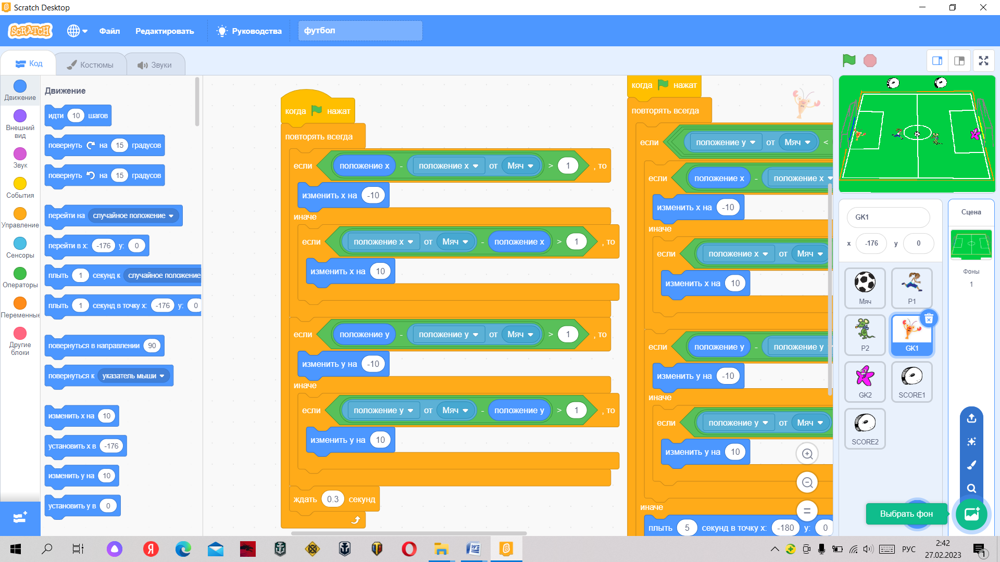 Scratch Desktop
SCRATCH
Файл
Редактировать
Руководства
футбол
Код
Костюмы
Звуки
Движение
Внешний
вид
Звук
События
Управление
Сенсоры
Операторы
Переменные
Другие
блоки
Движение
идти 10 шагов
повернуть на 15 градусов
повернуть на 15 градусов
перейти на случайное положение
перейти в x: -176 y: 0
плыть 1 секунд к случайное положение
плыть 1 секунд в точку x: -176 y: 0
повернуться в направлении 90
повернуться к указатель мыши
изменить x на 10
установить x в -176
изменить y на 10
установить y в 0
когда нажат
повторять всегда
если положение x - положение x от Мяч > 1 , то
изменить x на -10
иначе
если положение x от Мяч - положение x > 1 , то
изменить x на 10
если положение y - положение y от Мяч > 1 , то
изменить y на -10
иначе
если положение y от Мяч - положение y > 1 , то
изменить y на 10
ждать 0.3 секунд
когда нажат
повторять всегда
если положение y от Мяч <
если положение x - положение x
изменить x на -10
иначе
если положение x от Мяч
изменить x на 10
если положение y - положение y
изменить y на -10
иначе
если положение y от Мяч
изменить y на 10
иначе
плыть 5 секунд в точку x: -180 y: 0
GK1
x -176 y 0
Мяч
P1
P2
GK1
GK2
SCORE1
SCORE2
Сцена
Фоны
1
Выбрать фон
РУС
2:42
27.02.2023
1